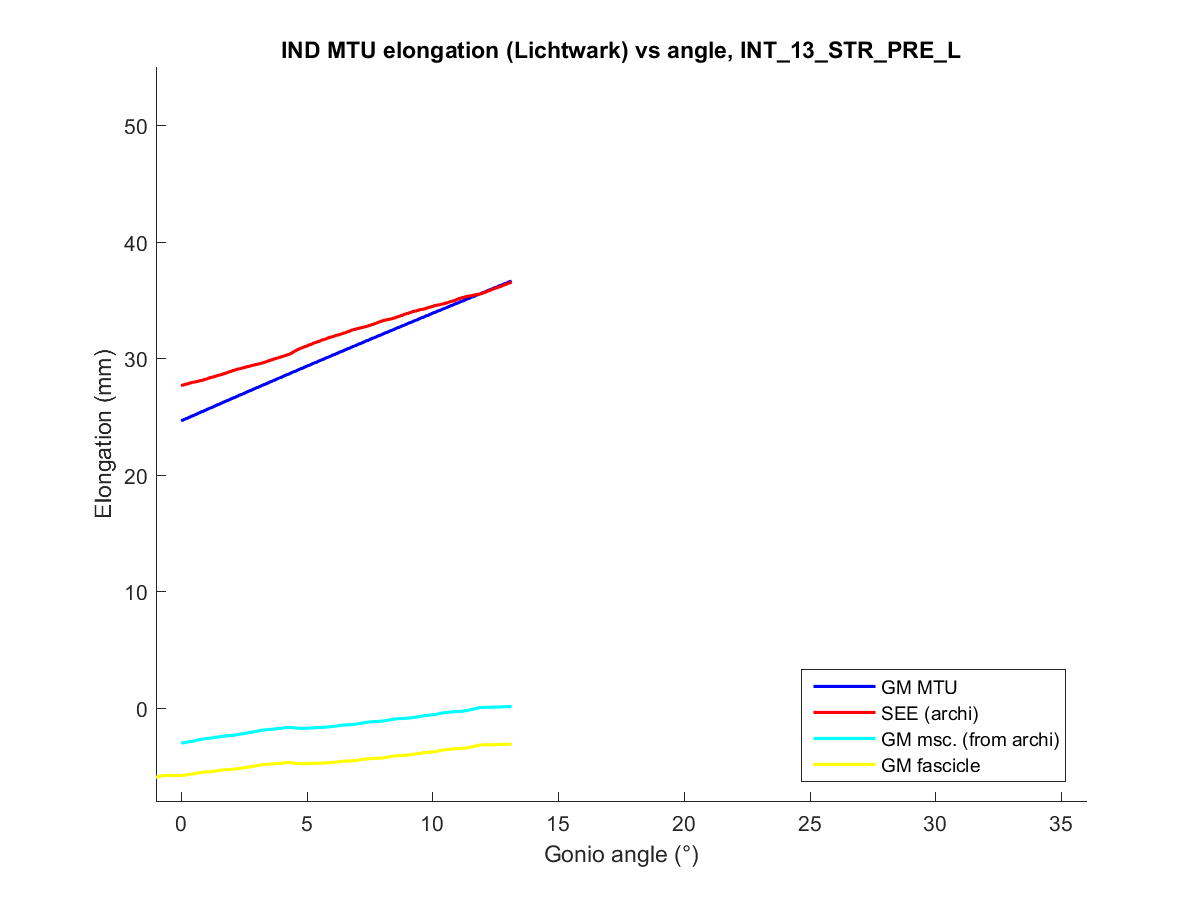 IND MTU elongation (Lichtwark) vs angle, INT_13_STR_PRE_L
50
40
30
20
10
0
Elongation (mm)
GM MTU
SEE (archi)
GM msc. (from archi)
GM fascicle
0 5 10 15 20 25 30 35
Gonio angle (°)